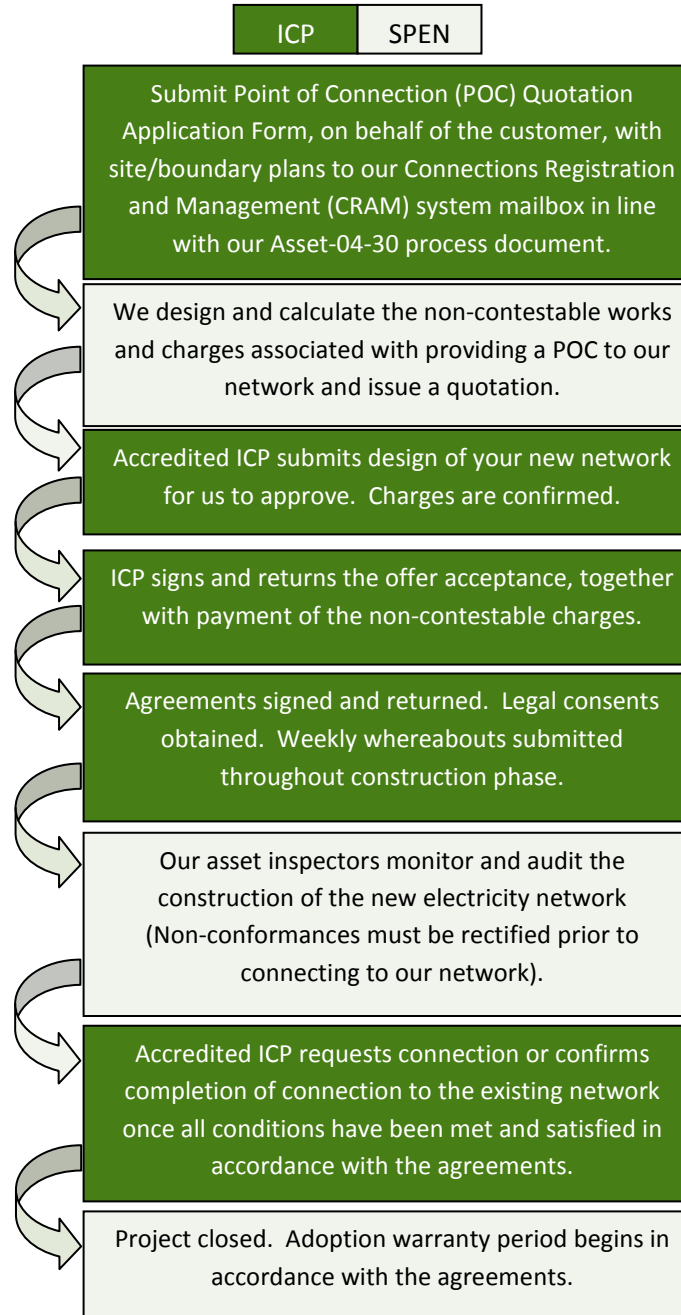 ICP SPEN
Submit Point of Connection (POC) Quotation
Application Form, on behalf of the customer, with
site/boundary plans to our Connections Registration
and Management (CRAM) system mailbox in line
with our Asset-04-30 process document.
We design and calculate the non-contestable works
and charges associated with providing a POC to our
network and issue a quotation.
Accredited ICP submits design of your new network
for us to approve.  Charges are confirmed.
ICP signs and returns the offer acceptance, together
with payment of the non-contestable charges.
Agreements signed and returned.  Legal consents
obtained.  Weekly whereabouts submitted
throughout construction phase.
Our asset inspectors monitor and audit the
construction of the new electricity network
(Non-conformances must be rectified prior to
connecting to our network).
Accredited ICP requests connection or confirms
completion of connection to the existing network
once all conditions have been met and satisfied in
accordance with the agreements.
Project closed.  Adoption warranty period begins in
accordance with the agreements.